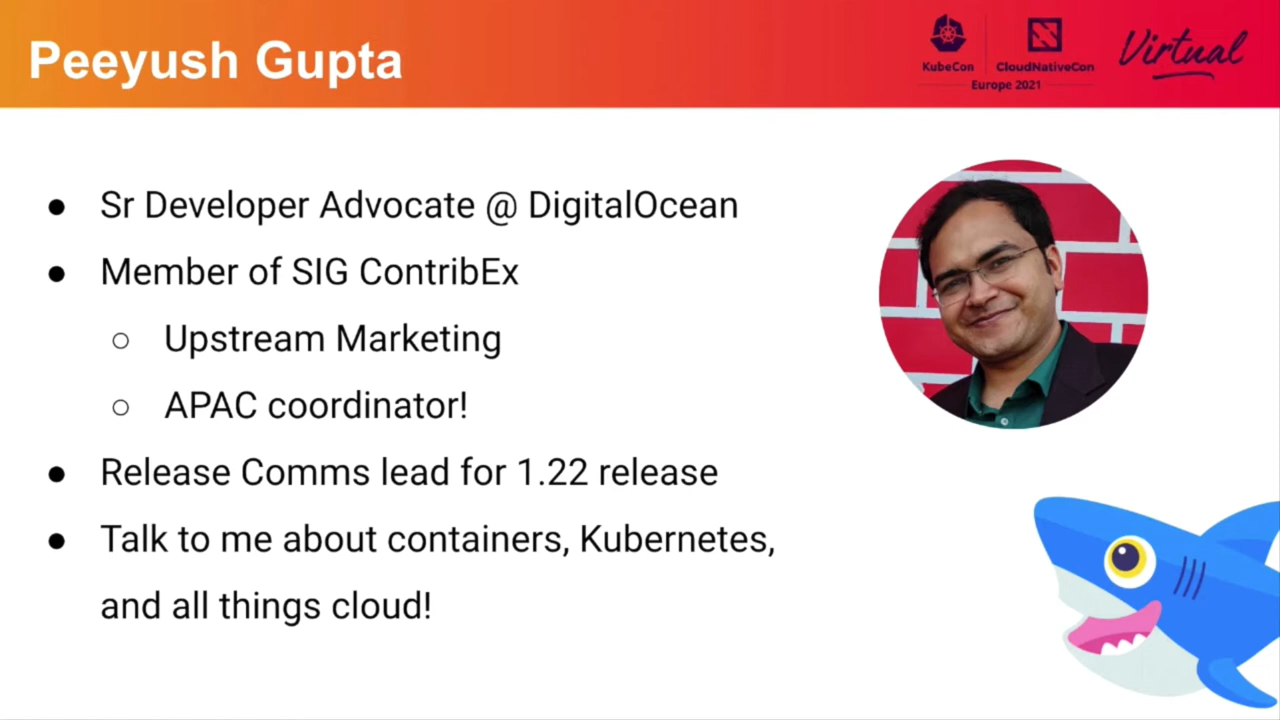 Peeyush Gupta
KubeCon
CloudNativeCon
Europe 2021
Virtual
● Sr Developer Advocate @ DigitalOcean
● Member of SIG ContribEx
○ Upstream Marketing
○ APAC coordinator!
● Release Comms lead for 1.22 release
● Talk to me about containers, Kubernetes,
and all things cloud!